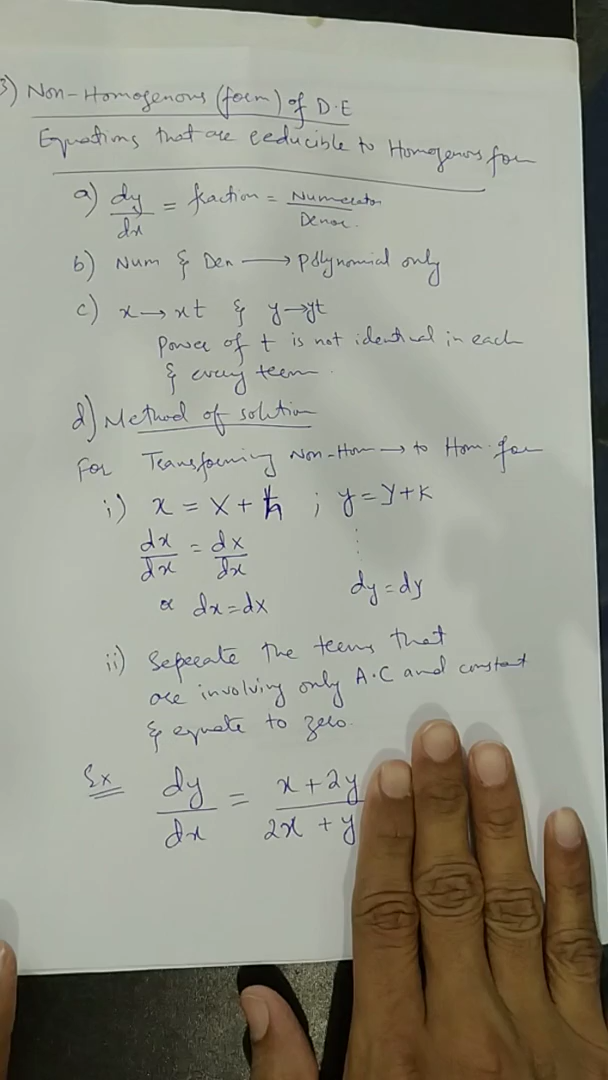 3) Non-Homogenous (form) of D.E
Equations that are reducible to Homogenous form
a) dy/dx = fraction = Numerator/Denor.
b) Num & Den → polynomial only
c) x → xt & y → yt
Power of t is not identical in each
& every term.
d) Method of solution
For Transforming Non-Hom → to Hom. form
i) x = X + h ; y = Y + K
dx/dx = dX/dx
or dx = dX dy = dY
ii) Seperate the terms that
are involving only A.C and constant
& equate to zero.
Ex dy/dx = x + 2y/2x + y